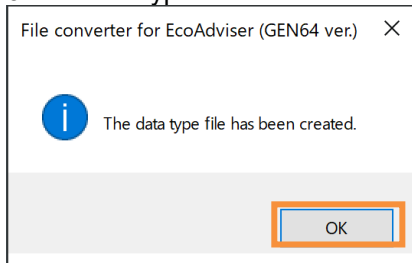 File converter for EcoAdviser (GEN64 ver.)
The data type file has been created.
OK